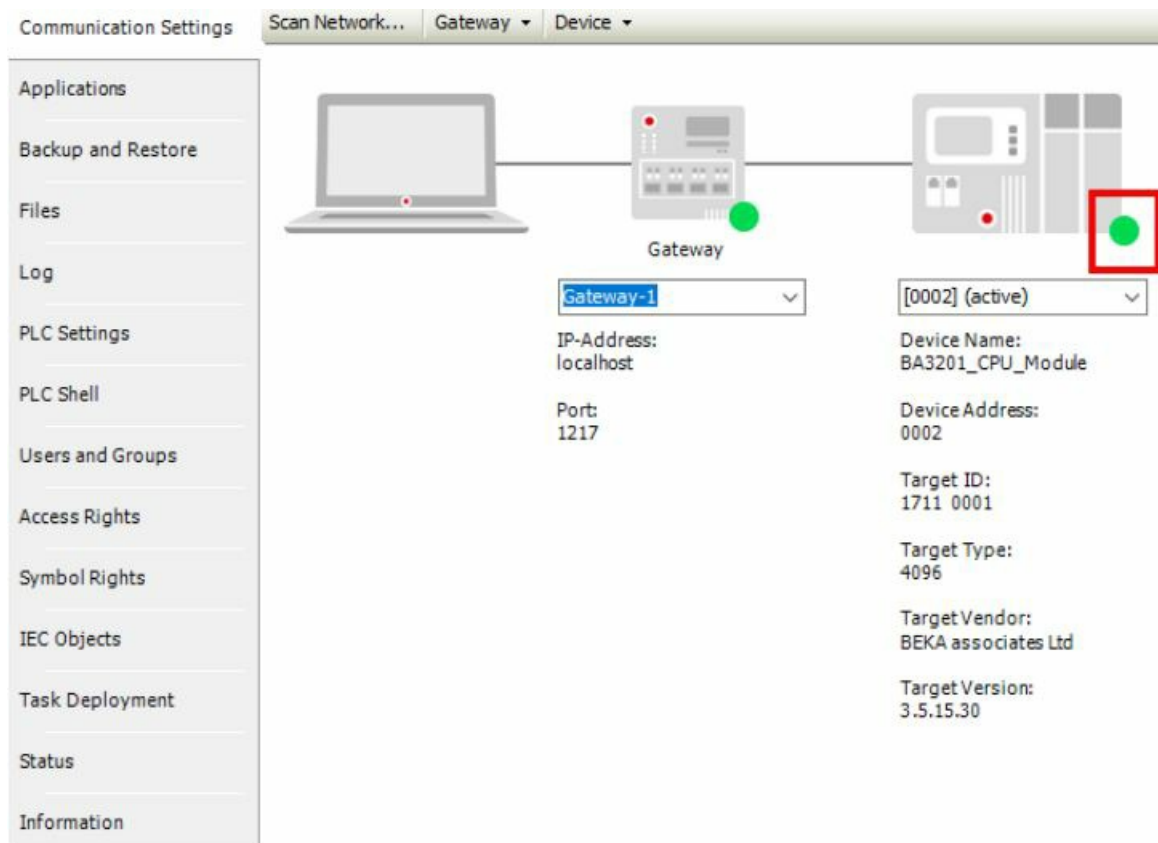 Communication Settings
Scan Network...
Gateway
Device
Applications
Backup and Restore
Files
Log
PLC Settings
PLC Shell
Users and Groups
Access Rights
Symbol Rights
IEC Objects
Task Deployment
Status
Information
Gateway
Gateway-1
IP-Address:
localhost
Port:
1217
[0002] (active)
Device Name:
BA3201_CPU_Module
Device Address:
0002
Target ID:
1711 0001
Target Type:
4096
Target Vendor:
BEKA associates Ltd
Target Version:
3.5.15.30